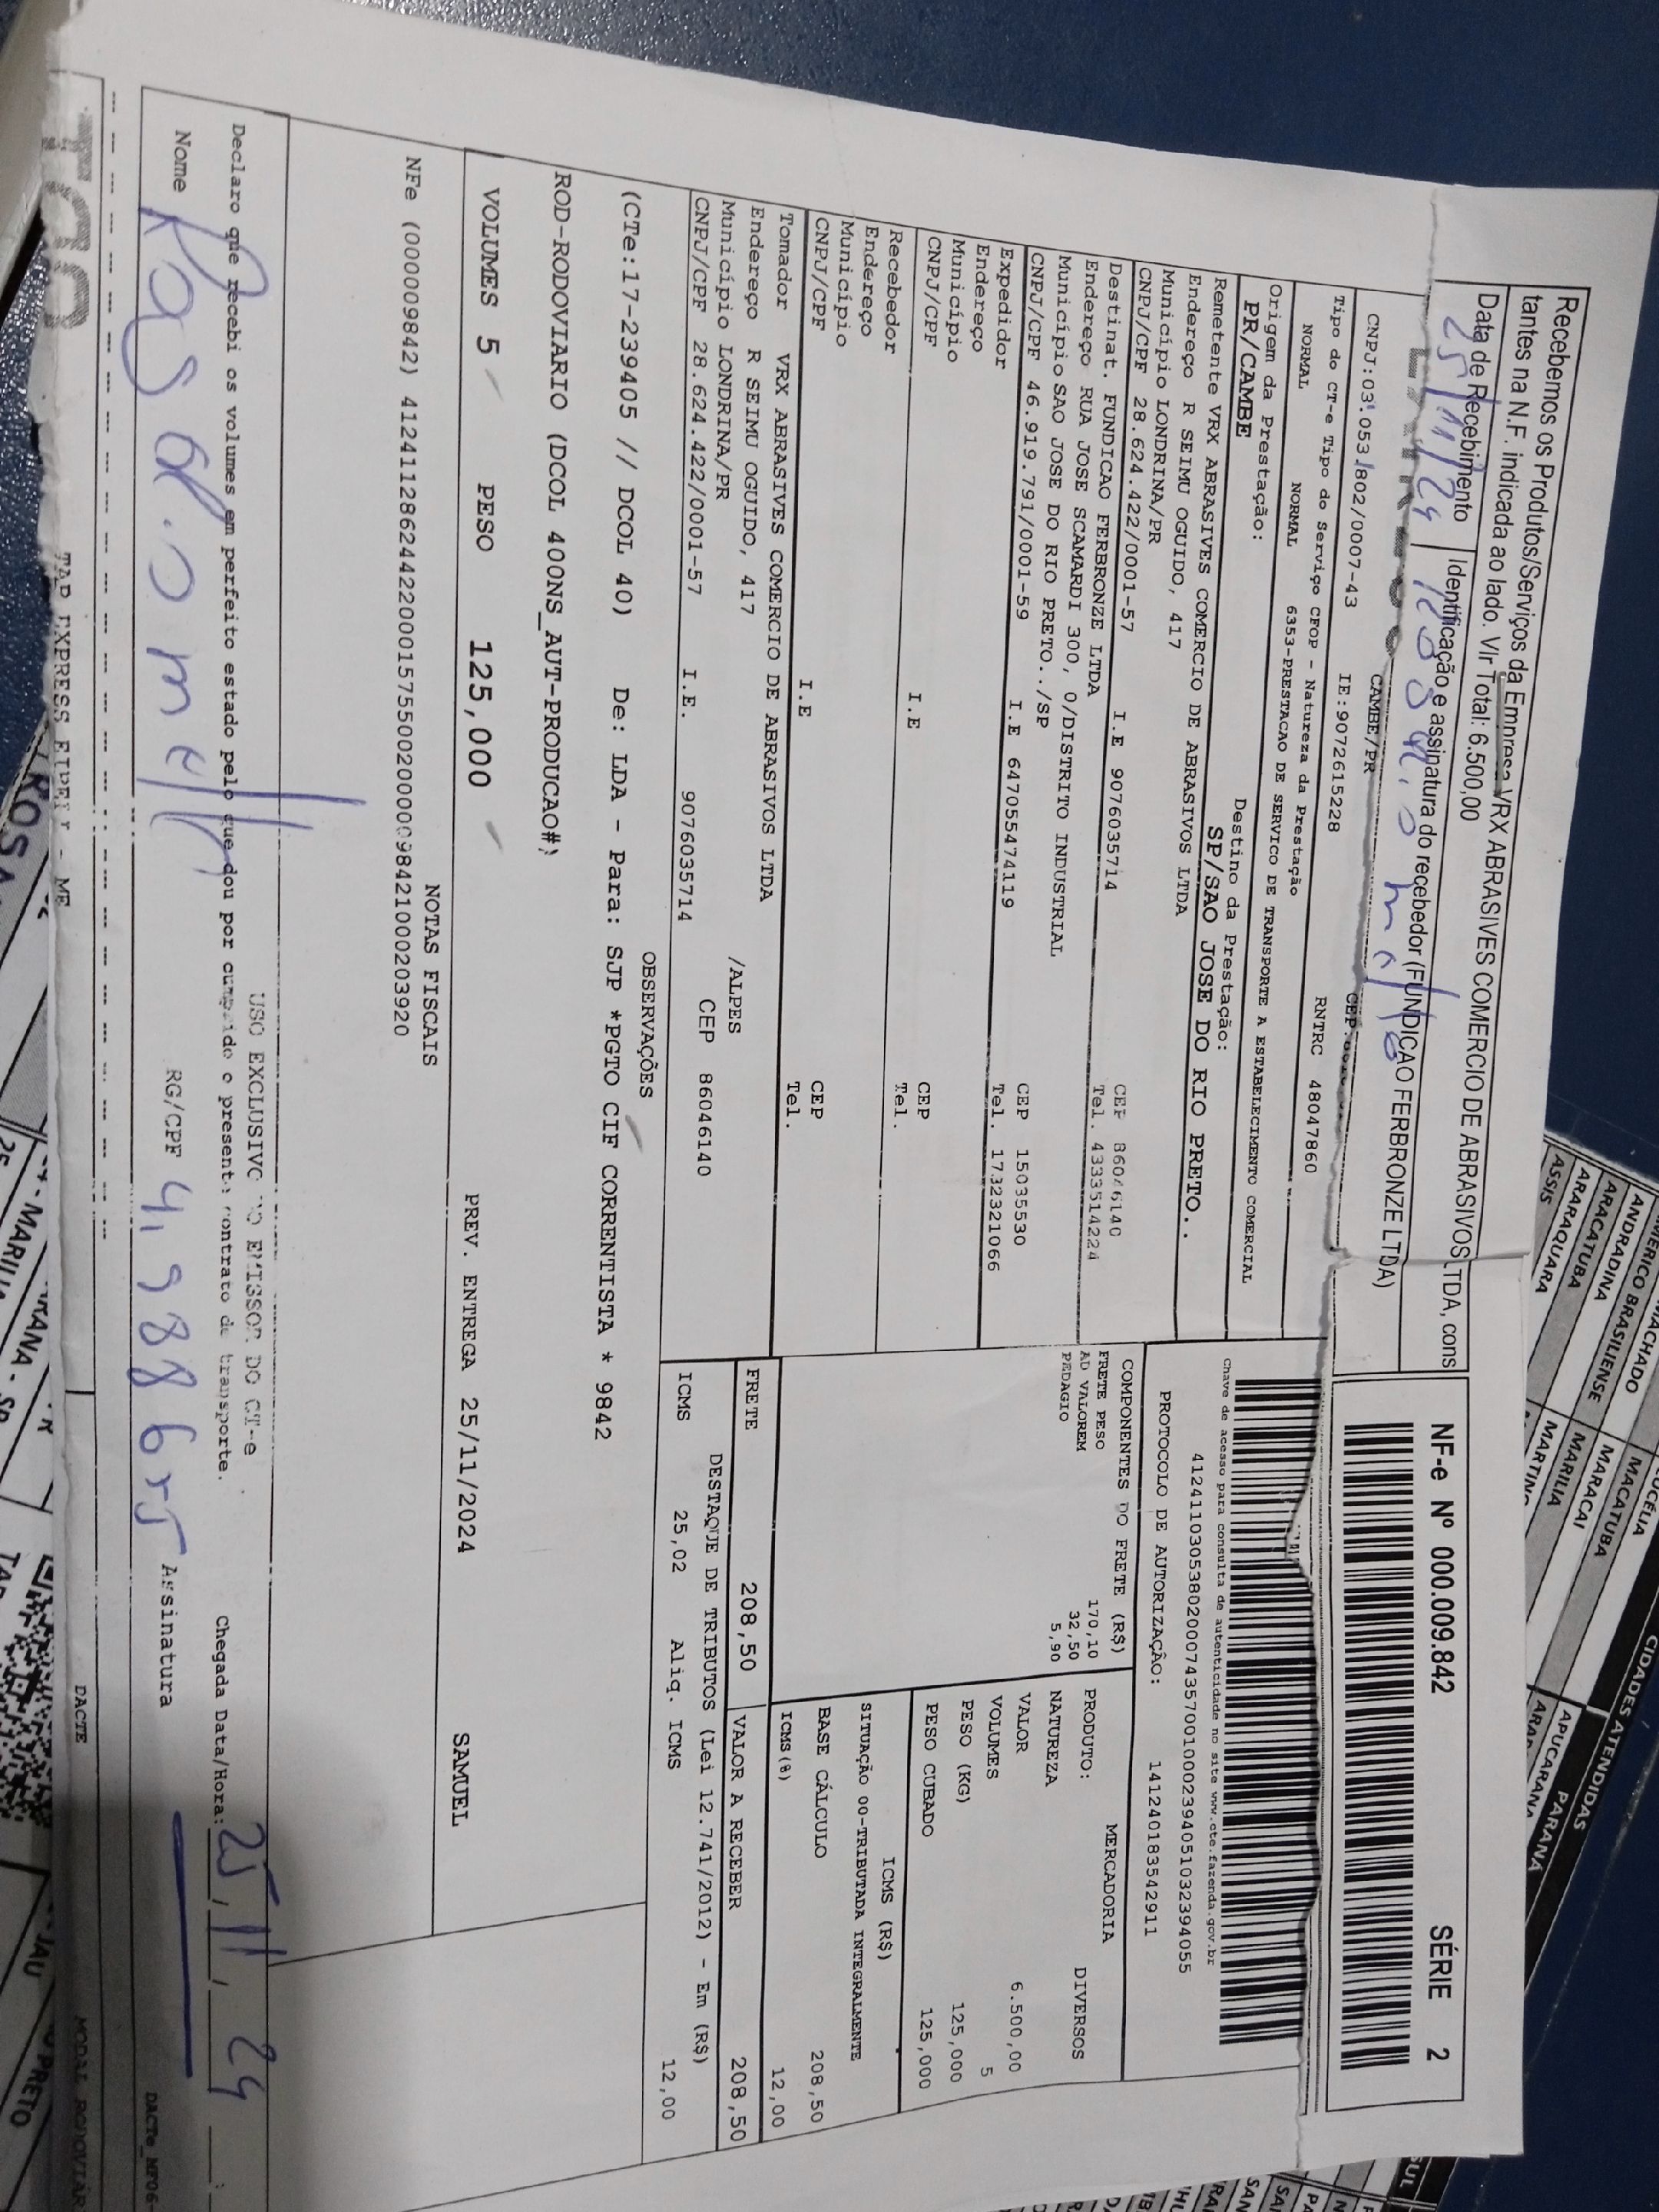 Recebemos os Produtos/Serviços da Empresa VRX ABRASIVES COMERCIO DE ABRASIVOS LTDA, cons
tantes na N.F. indicada ao lado. Vlr Total: 6.500,00
Data de Recebimento
Identificação e assinatura do recebedor (FUNDICAO FERBRONZE LTDA)
25/11/24
NF-e Nº 000.009.842 SÉRIE 2
CAMBE/PR
CNPJ:03.053.802/0007-43 IE:9072615228 RNTRC 48047860
Tipo do CT-e Tipo do Serviço CFOP - Natureza da Prestação
NORMAL NORMAL 6353-PRESTACAO DE SERVICO DE TRANSPORTE A ESTABELECIMENTO COMERCIAL
Origem da Prestação: Destino da Prestação:
PR/CAMBE SP/SAO JOSE DO RIO PRETO..
Remetente VRX ABRASIVES COMERCIO DE ABRASIVOS LTDA
Endereço R SEIMU OGUIDO, 417
Município LONDRINA/PR CEP 86046140
CNPJ/CPF 28.624.422/0001-57 I.E 9076035714 Tel. 4333514224
Destinat. FUNDICAO FERBRONZE LTDA
Endereço RUA JOSE SCAMARDI 300, 0/DISTRITO INDUSTRIAL
Município SAO JOSE DO RIO PRETO../SP CEP 15035530
CNPJ/CPF 46.919.791/0001-59 I.E 647055474119 Tel. 1732321066
Expedidor
Endereço
Município CEP
CNPJ/CPF I.E Tel.
Recebedor
Endereço
Município CEP
CNPJ/CPF I.E Tel.
Tomador VRX ABRASIVES COMERCIO DE ABRASIVOS LTDA
Endereço R SEIMU OGUIDO, 417 /ALPES
Município LONDRINA/PR CEP 86046140
CNPJ/CPF 28.624.422/0001-57 I.E. 9076035714
Chave de acesso para consulta de autenticidade no site www.cte.fazenda.gov.br
41241103053802000743570010002394051032394055
PROTOCOLO DE AUTORIZAÇÃO: 141240183542911
COMPONENTES DO FRETE (R$)
FRETE PESO 170,10
AD VALOREM 32,50
PEDAGIO 5,90
MERCADORIA
PRODUTO: DIVERSOS
NATUREZA
VALOR 6.500,00
VOLUMES 5
PESO (KG) 125,000
PESO CUBADO 125,000
ICMS (R$)
SITUAÇÃO 00-TRIBUTADA INTEGRALMENTE
BASE CÁLCULO 208,50
ICMS(%) 12,00
FRETE 208,50 VALOR A RECEBER 208,50
DESTAQUE DE TRIBUTOS (Lei 12.741/2012) - Em (R$)
ICMS 25,02 Aliq. ICMS 12,00
OBSERVAÇÕES
(CTe:17-239405 // DCOL 40) De: LDA - Para: SJP *PGTO CIF CORRENTISTA * 9842
ROD-RODOVIARIO (DCOL 400NS_AUT-PRODUCAO#)
VOLUMES 5 PESO 125,000 PREV. ENTREGA 25/11/2024 SAMUEL
NOTAS FISCAIS
NFe (000009842) 41241128624422000157550020000098421000203920
USO EXCLUSIVO DO EMISSOR DO CT-e
Declaro que recebi os volumes em perfeito estado pelo que dou por cumprido o presente contrato de transporte.
Chegada Data/Hora: 25/11/24
Nome
RG/CPF
Assinatura
DACTE
MODAL RODOVIÁR
CIDADES ATENDIDAS
PARANA
APUCARANA
ANDRADINA
AMERICO BRASILIENSE
ARACATUBA
ARARAQUARA
ASSIS
MACATUBA
MARACAI
MARILIA